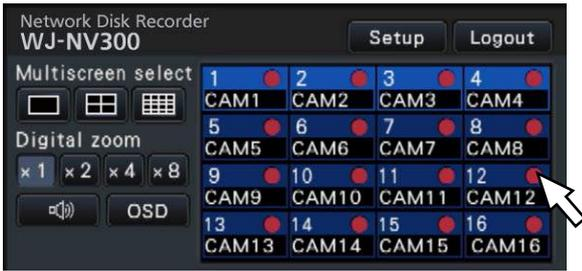 Network Disk Recorder
WJ-NV300
Setup Logout
Multiscreen select
Digital zoom
×1 ×2 ×4 ×8
OSD
1 2 3 4
CAM1 CAM2 CAM3 CAM4
5 6 7 8
CAM5 CAM6 CAM7 CAM8
9 10 11 12
CAM9 CAM10 CAM11 CAM12
13 14 15 16
CAM13 CAM14 CAM15 CAM16